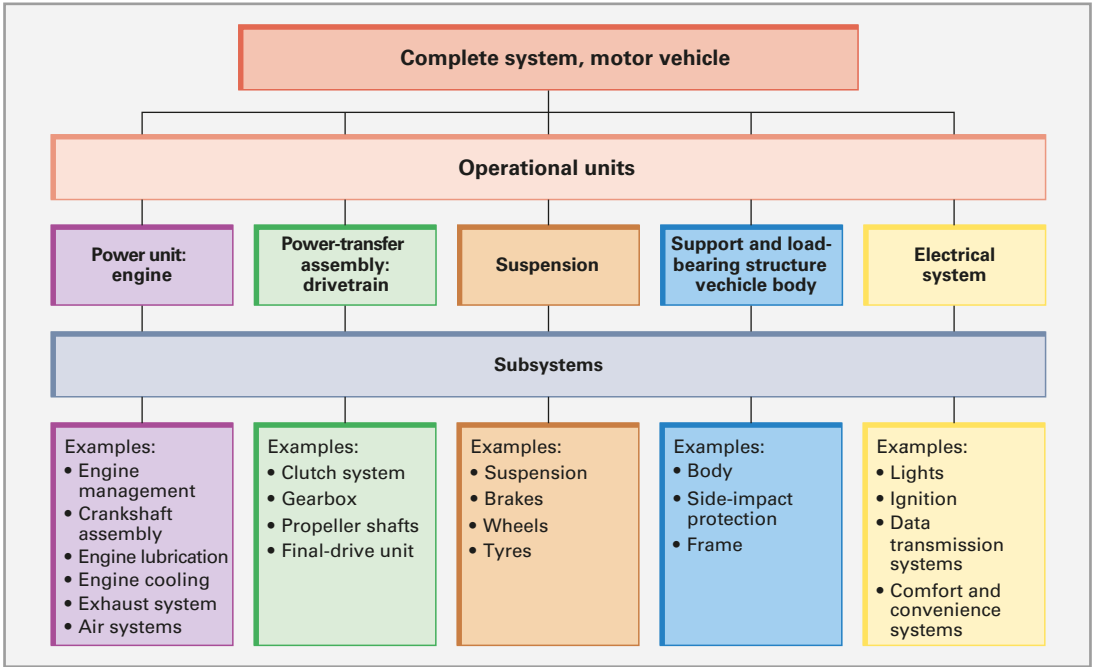 Complete system, motor vehicle
Operational units
Power unit:
engine
Power-transfer
assembly:
drivetrain
Suspension
Support and load-
bearing structure
vechicle body
Electrical
system
Subsystems
Examples:
• Engine
management
• Crankshaft
assembly
• Engine lubrication
• Engine cooling
• Exhaust system
• Air systems
Examples:
• Clutch system
• Gearbox
• Propeller shafts
• Final-drive unit
Examples:
• Suspension
• Brakes
• Wheels
• Tyres
Examples:
• Body
• Side-impact
protection
• Frame
Examples:
• Lights
• Ignition
• Data
transmission
systems
• Comfort and
convenience
systems